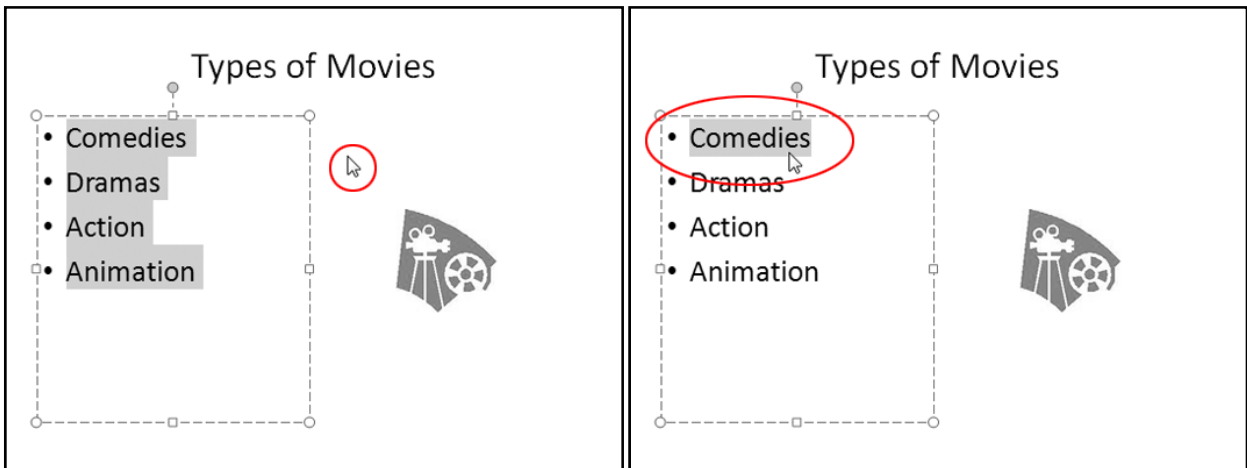 Types of Movies
• Comedies
• Dramas
• Action
• Animation
Types of Movies
• Comedies
• Dramas
• Action
• Animation